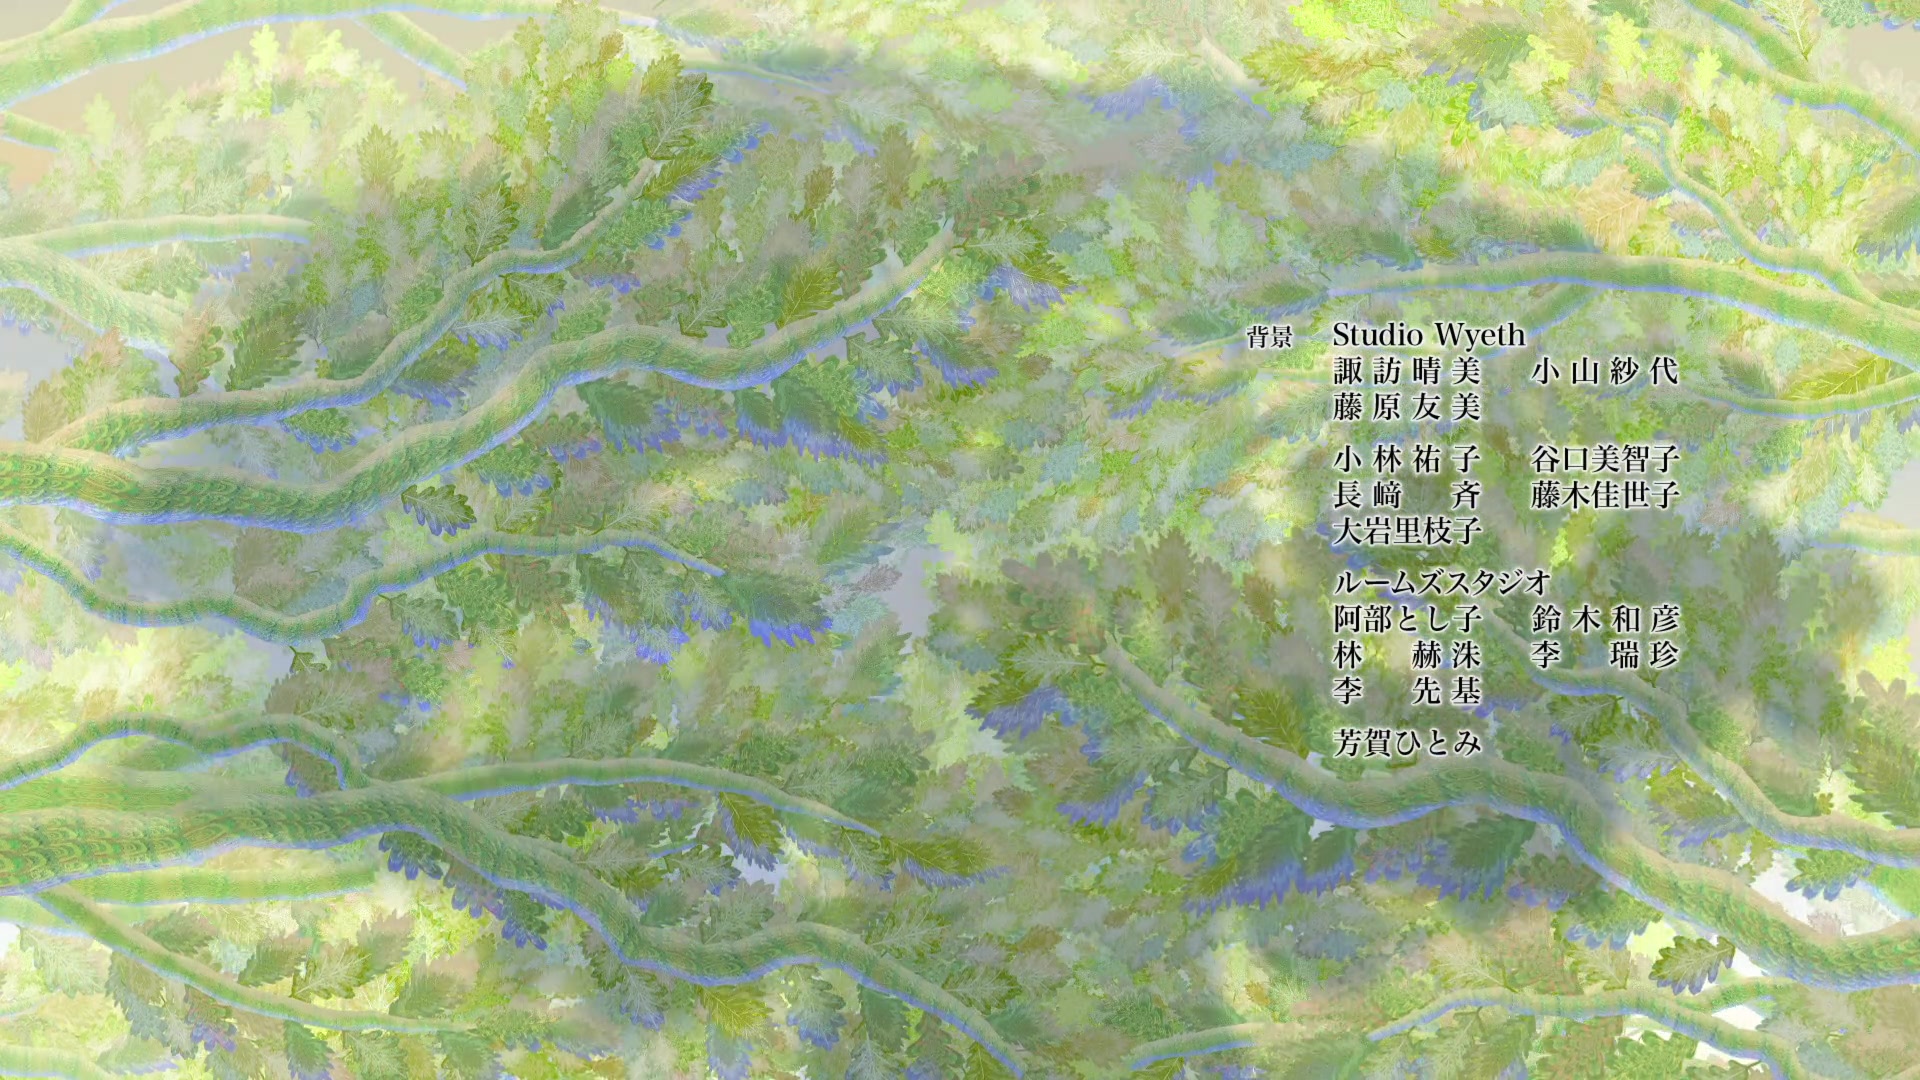 背景 Studio Wyeth
諏訪晴美 小山紗代
藤原友美
小林祐子 谷口美智子
長﨑斉 藤木佳世子
大岩里枝子
ルームズスタジオ
阿部とし子 鈴木和彦
林赫洙 李瑞珍
李先基
芳賀ひとみ